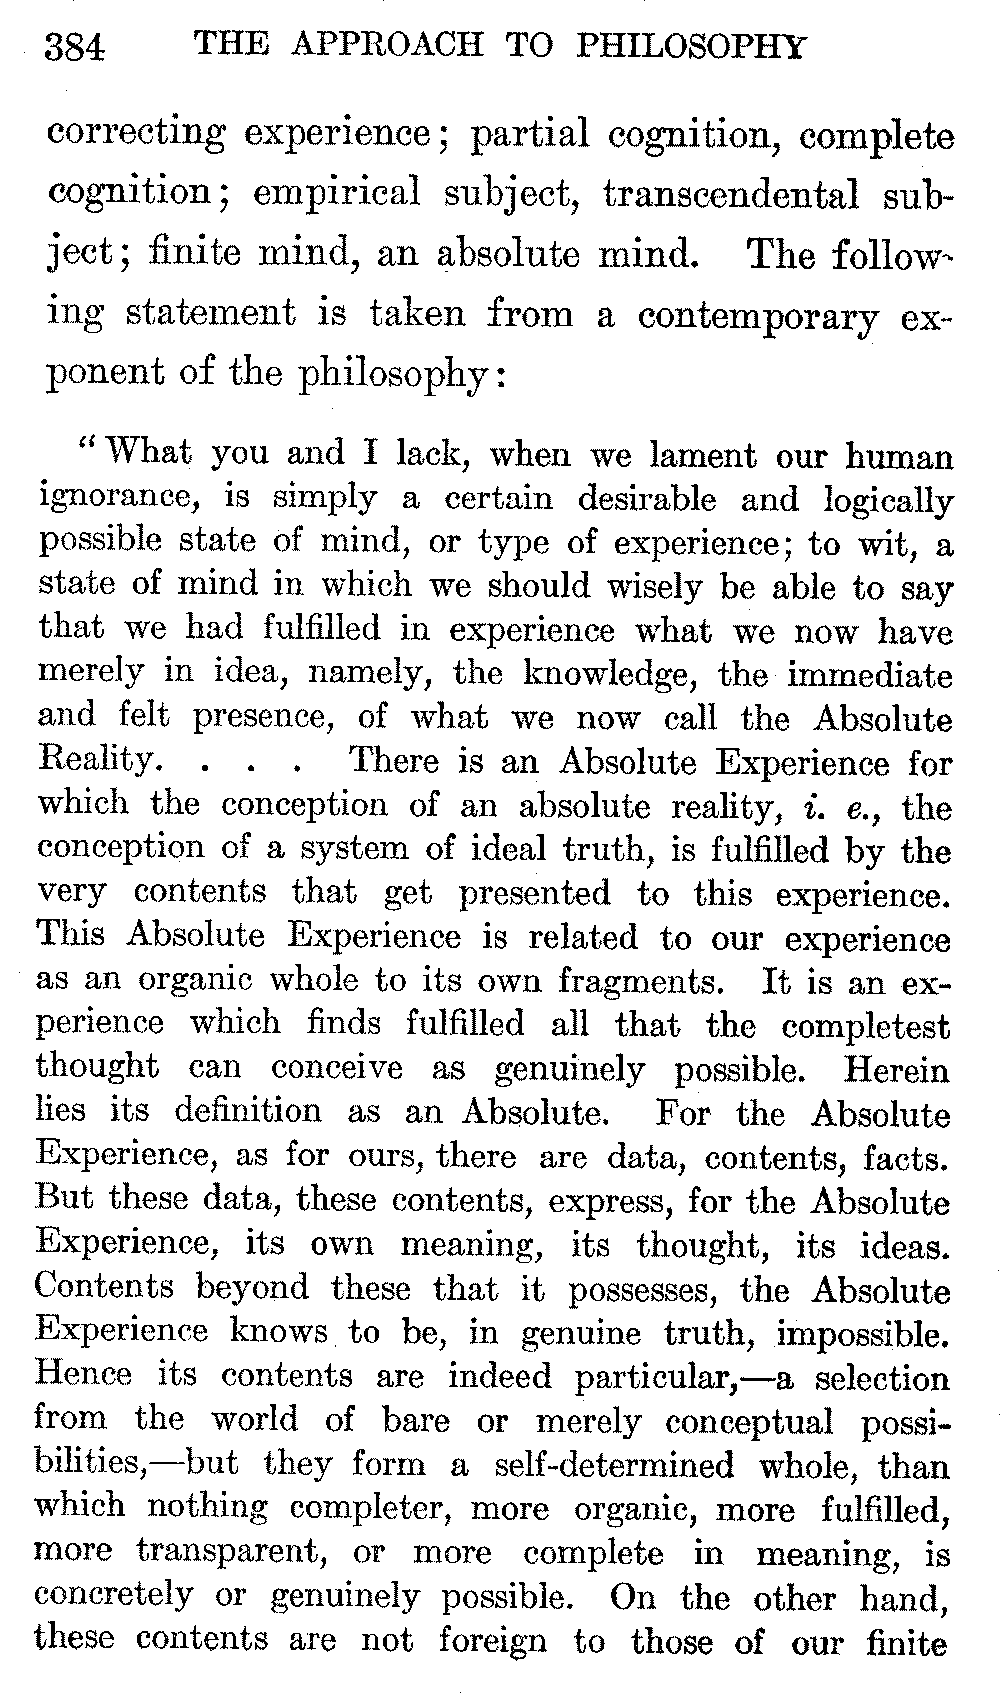 384 THE APPROACH TO PHILOSOPHY
correcting experience; partial cognition, complete
cognition; empirical subject, transcendental sub-
ject; finite mind, an absolute mind. The follow-
ing statement is taken from a contemporary ex-
ponent of the philosophy:
“What you and I lack, when we lament our human
ignorance, is simply a certain desirable and logically
possible state of mind, or type of experience; to wit, a
state of mind in which we should wisely be able to say
that we had fulfilled in experience what we now have
merely in idea, namely, the knowledge, the immediate
and felt presence, of what we now call the Absolute
Reality. . . . There is an Absolute Experience for
which the conception of an absolute reality, i. e., the
conception of a system of ideal truth, is fulfilled by the
very contents that get presented to this experience.
This Absolute Experience is related to our experience
as an organic whole to its own fragments. It is an ex-
perience which finds fulfilled all that the completest
thought can conceive as genuinely possible. Herein
lies its definition as an Absolute. For the Absolute
Experience, as for ours, there are data, contents, facts.
But these data, these contents, express, for the Absolute
Experience, its own meaning, its thought, its ideas.
Contents beyond these that it possesses, the Absolute
Experience knows to be, in genuine truth, impossible.
Hence its contents are indeed particular,—a selection
from the world of bare or merely conceptual possi-
bilities,—but they form a self-determined whole, than
which nothing completer, more organic, more fulfilled,
more transparent, or more complete in meaning, is
concretely or genuinely possible. On the other hand,
these contents are not foreign to those of our finite